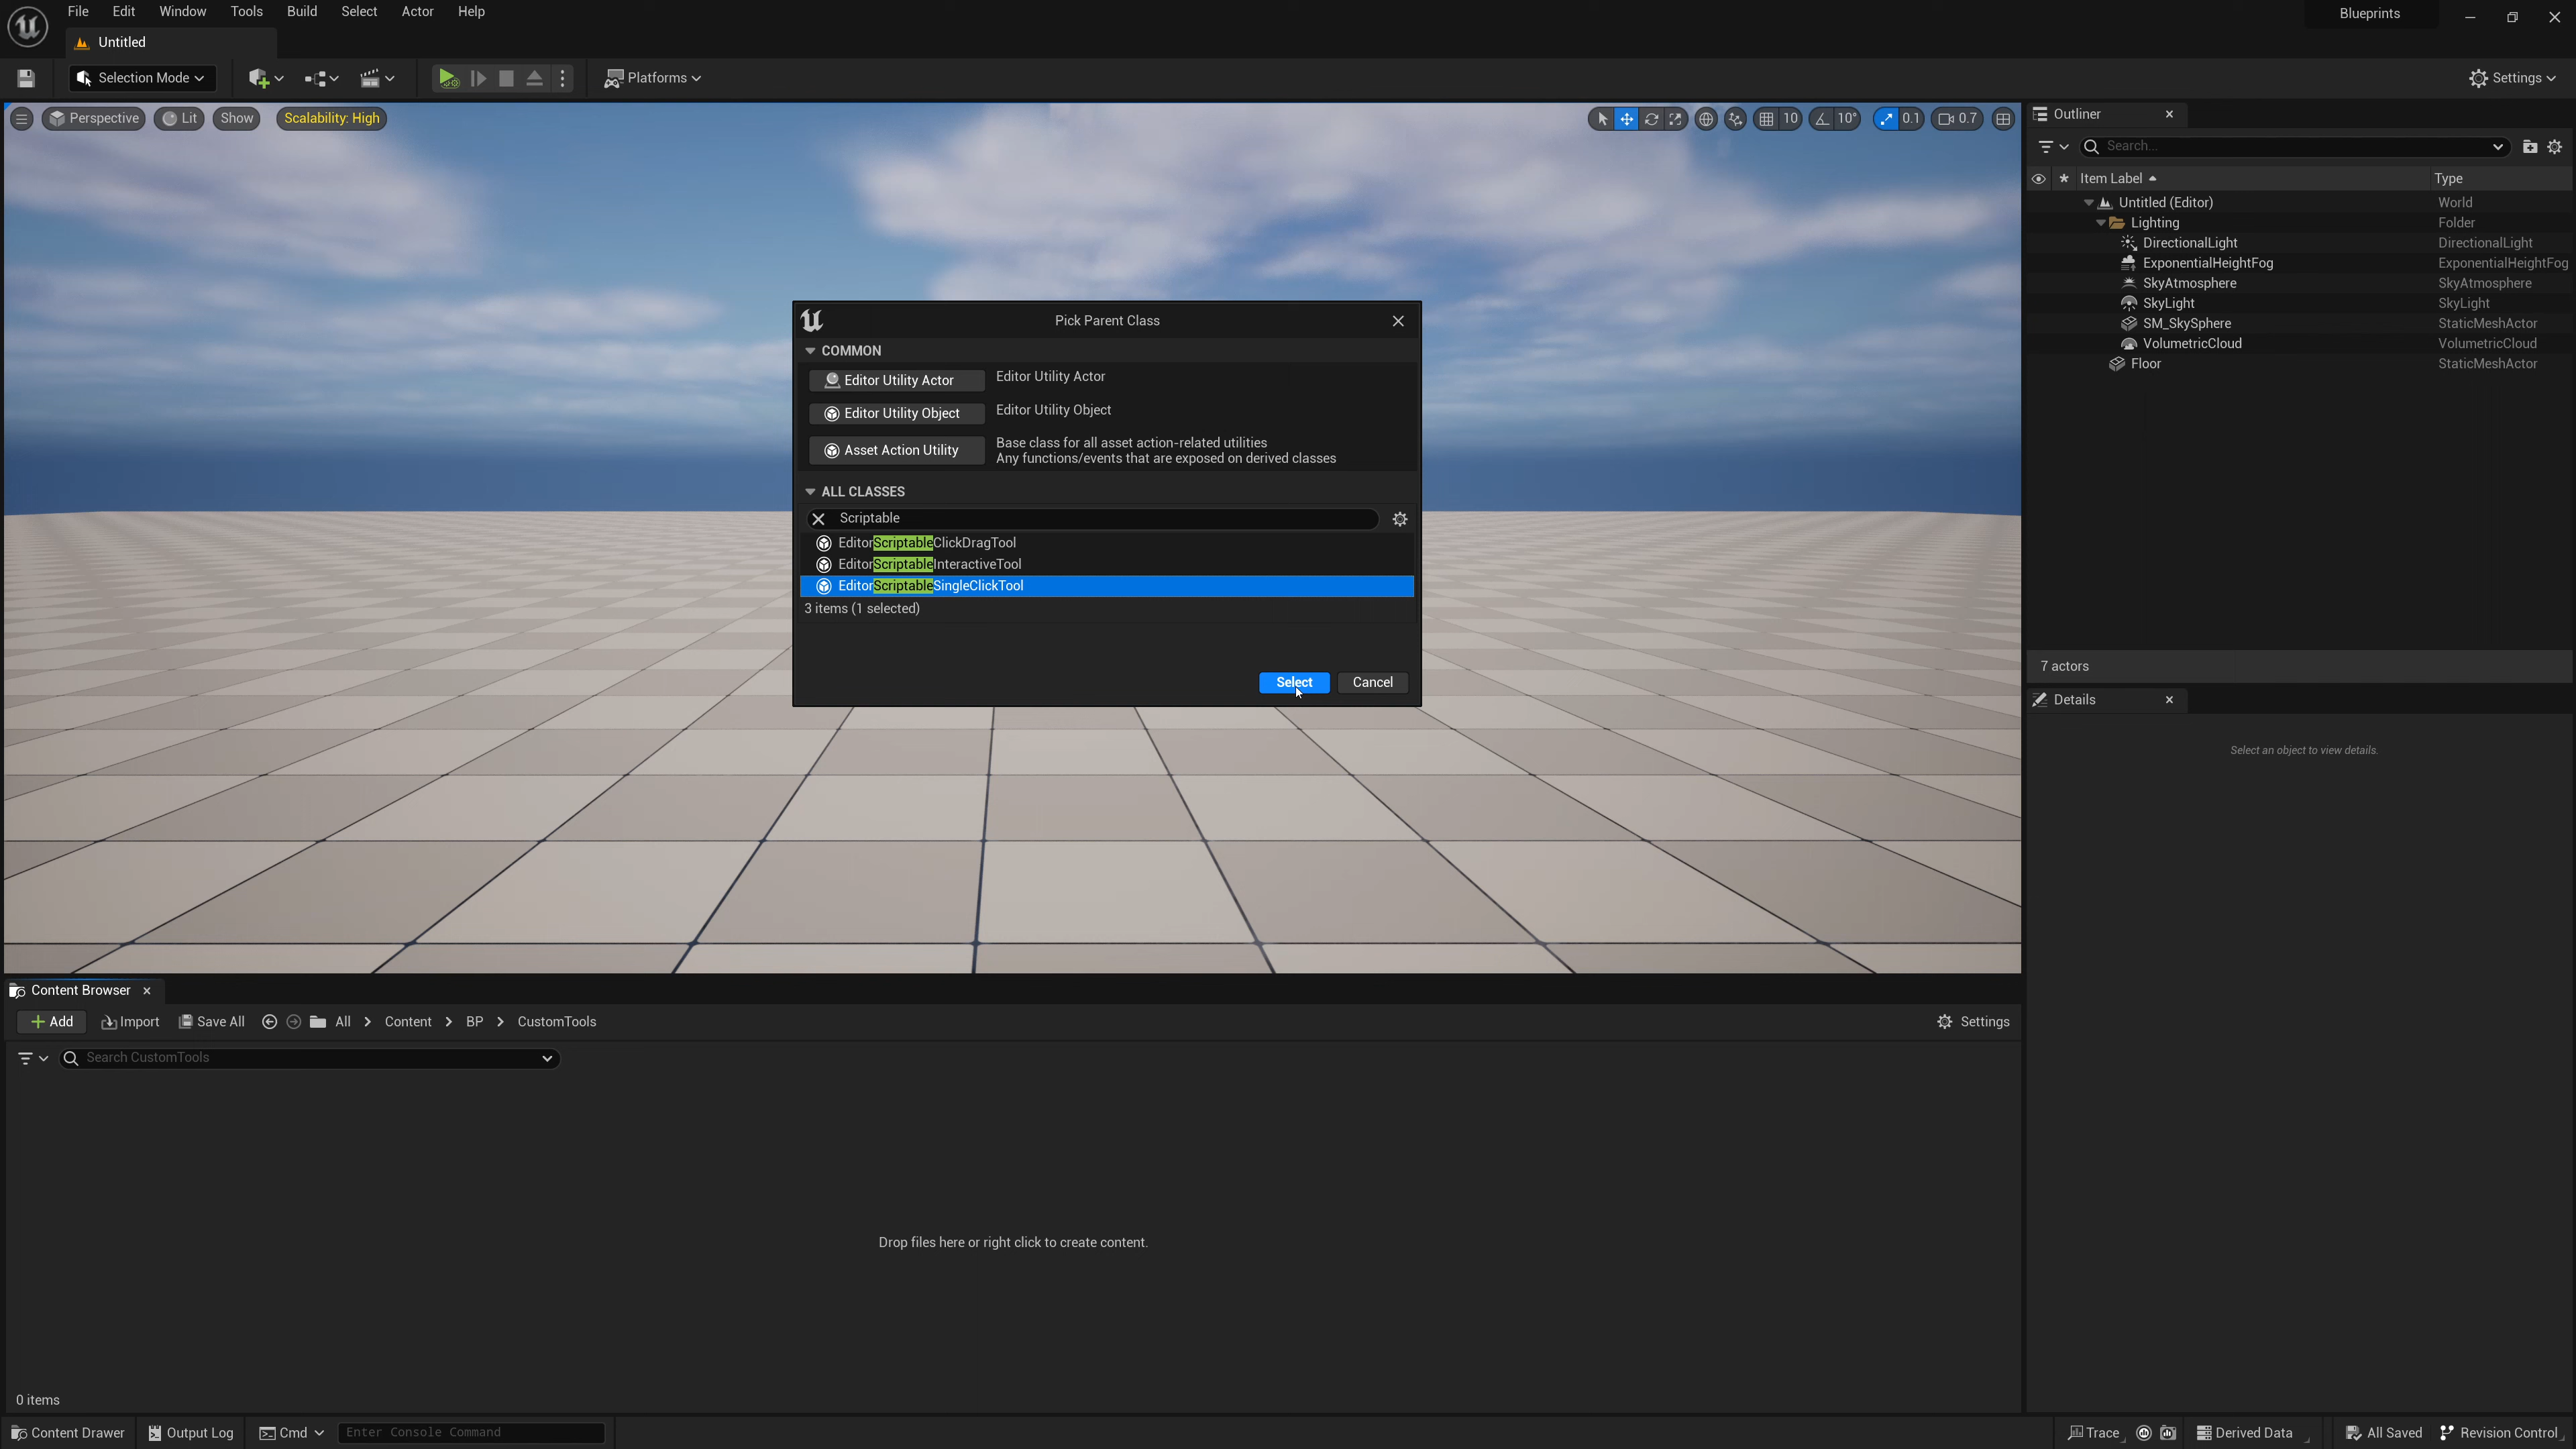 File Edit Window Tools Build Select Actor Help
Blueprints
Untitled
Selection Mode
Platforms
Settings
Perspective Lit Show Scalability: High
10 10° 0.1 0.7
Outliner
Search...
Item Label Type
Untitled (Editor) World
Lighting Folder
DirectionalLight DirectionalLight
ExponentialHeightFog ExponentialHeightFog
SkyAtmosphere SkyAtmosphere
SkyLight SkyLight
SM_SkySphere StaticMeshActor
VolumetricCloud VolumetricCloud
Floor StaticMeshActor
7 actors
Details
Select an object to view details.
Pick Parent Class
COMMON
Editor Utility Actor Editor Utility Actor
Editor Utility Object Editor Utility Object
Asset Action Utility Base class for all asset action-related utilities
Any functions/events that are exposed on derived classes
ALL CLASSES
Scriptable
EditorScriptableClickDragTool
EditorScriptableInteractiveTool
EditorScriptableSingleClickTool
3 items (1 selected)
Select Cancel
Content Browser
Add Import Save All All Content BP CustomTools Settings
Search CustomTools
Drop files here or right click to create content.
0 items
Content Drawer Output Log Cmd Enter Console Command Trace Derived Data All Saved Revision Control